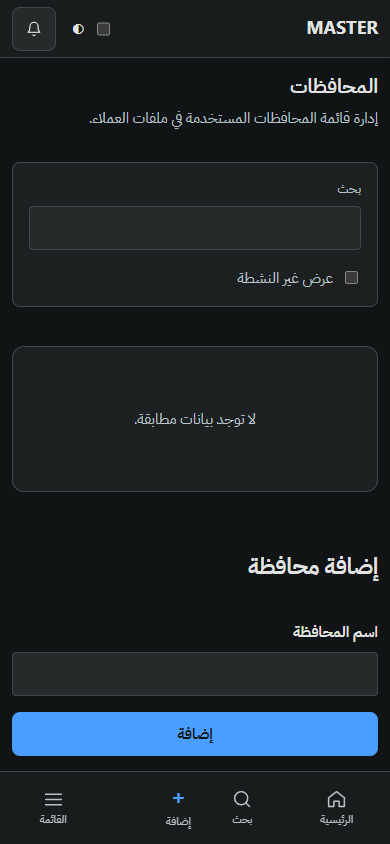 MASTER
المحافظات
إدارة قائمة المحافظات المستخدمة في ملفات العملاء.
بحث
عرض غير النشطة
لا توجد بيانات مطابقة.
إضافة محافظة
اسم المحافظة
إضافة
الرئيسية
بحث
إضافة
القائمة